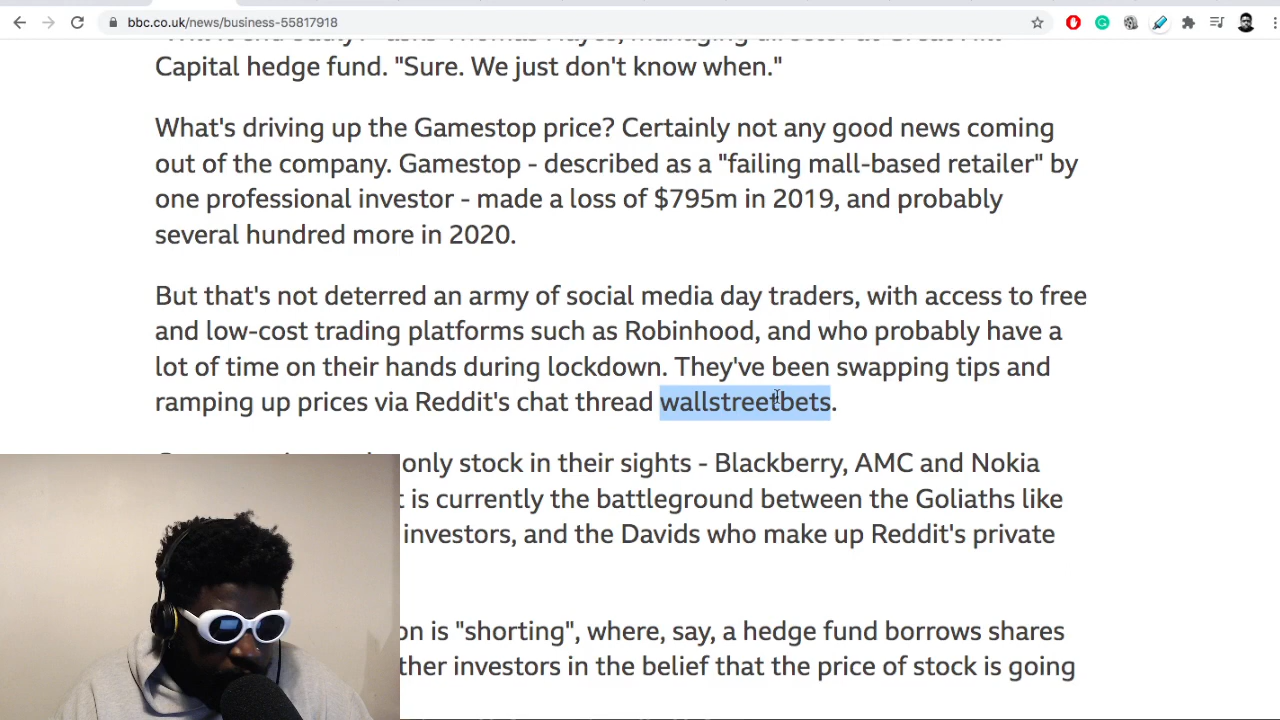 bbc.co.uk/news/business-55817918
Capital hedge fund. "Sure. We just don't know when."
What's driving up the Gamestop price? Certainly not any good news coming
out of the company. Gamestop - described as a "failing mall-based retailer" by
one professional investor - made a loss of $795m in 2019, and probably
several hundred more in 2020.
But that's not deterred an army of social media day traders, with access to free
and low-cost trading platforms such as Robinhood, and who probably have a
lot of time on their hands during lockdown. They've been swapping tips and
ramping up prices via Reddit's chat thread wallstreetbets.
only stock in their sights - Blackberry, AMC and Nokia
is currently the battleground between the Goliaths like
investors, and the Davids who make up Reddit's private
on is "shorting", where, say, a hedge fund borrows shares
ther investors in the belief that the price of stock is going